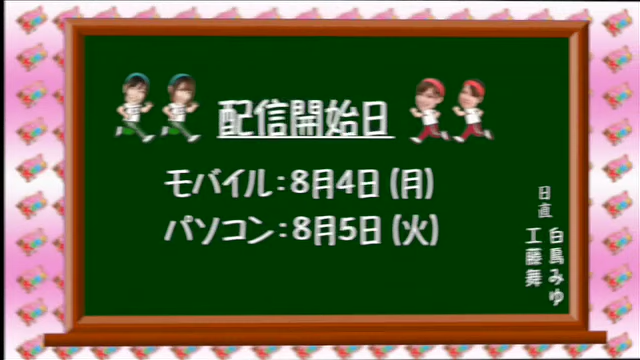 配信開始日
モバイル：8月4日（月）
パソコン：8月5日（火）
日直
白鳥みゆ
工藤舞